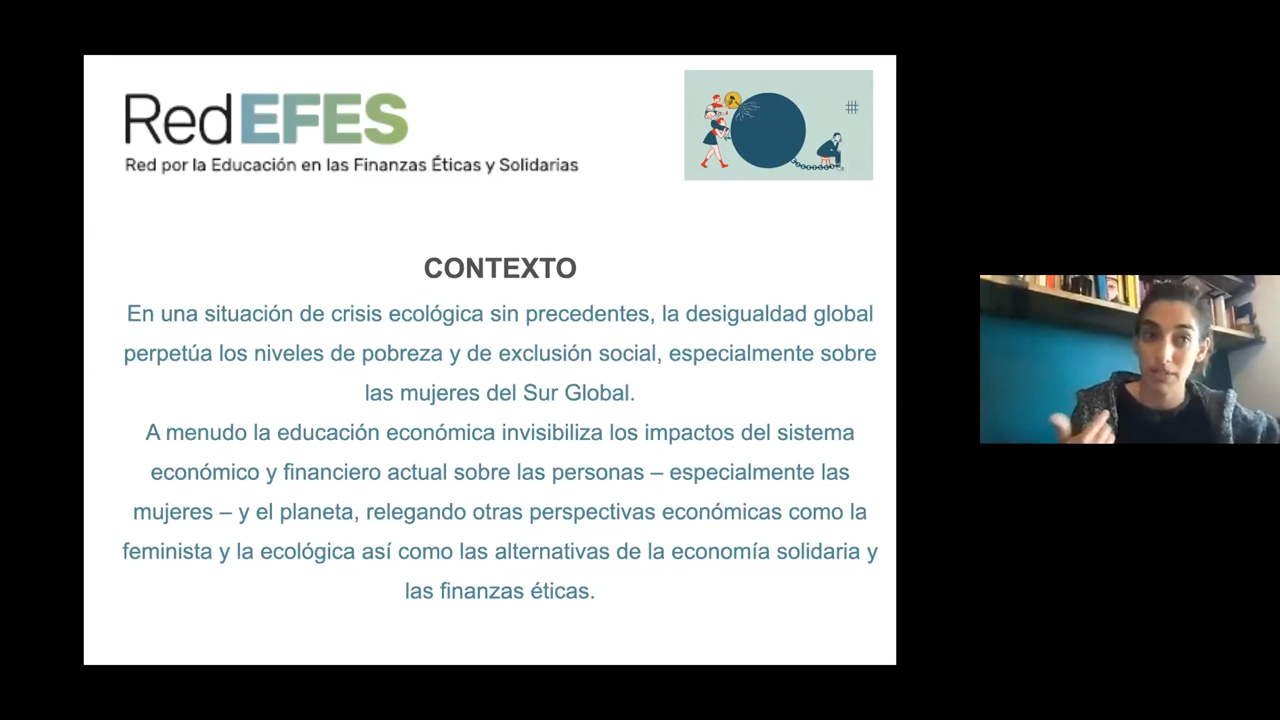 RedEFES
Red por la Educación en las Finanzas Éticas y Solidarias
CONTEXTO
En una situación de crisis ecológica sin precedentes, la desigualdad global
perpetúa los niveles de pobreza y de exclusión social, especialmente sobre
las mujeres del Sur Global.
A menudo la educación económica invisibiliza los impactos del sistema
económico y financiero actual sobre las personas – especialmente las
mujeres – y el planeta, relegando otras perspectivas económicas como la
feminista y la ecológica así como las alternativas de la economía solidaria y
las finanzas éticas.